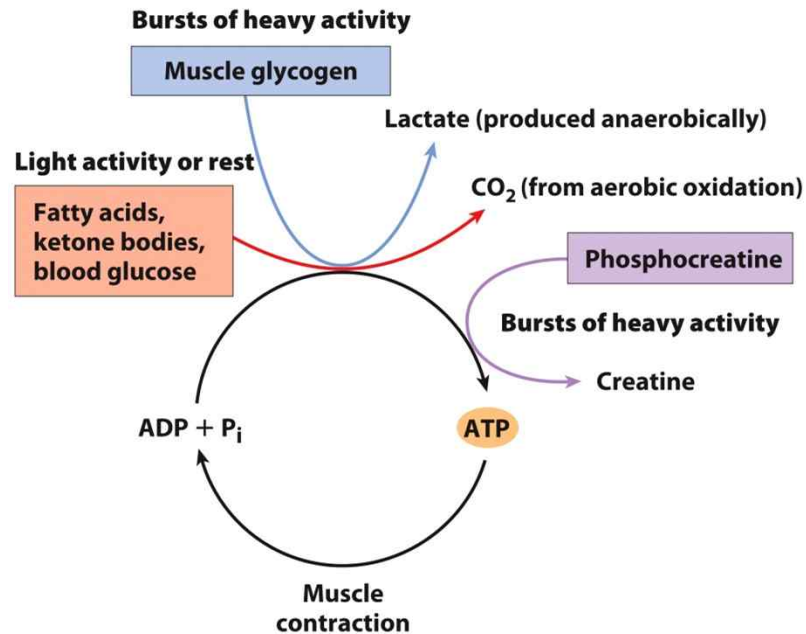 Bursts of heavy activity
Muscle glycogen
Lactate (produced anaerobically)
Light activity or rest
CO₂ (from aerobic oxidation)
Fatty acids,
ketone bodies,
blood glucose
Phosphocreatine
Bursts of heavy activity
Creatine
ADP + Pᵢ
ATP
Muscle
contraction